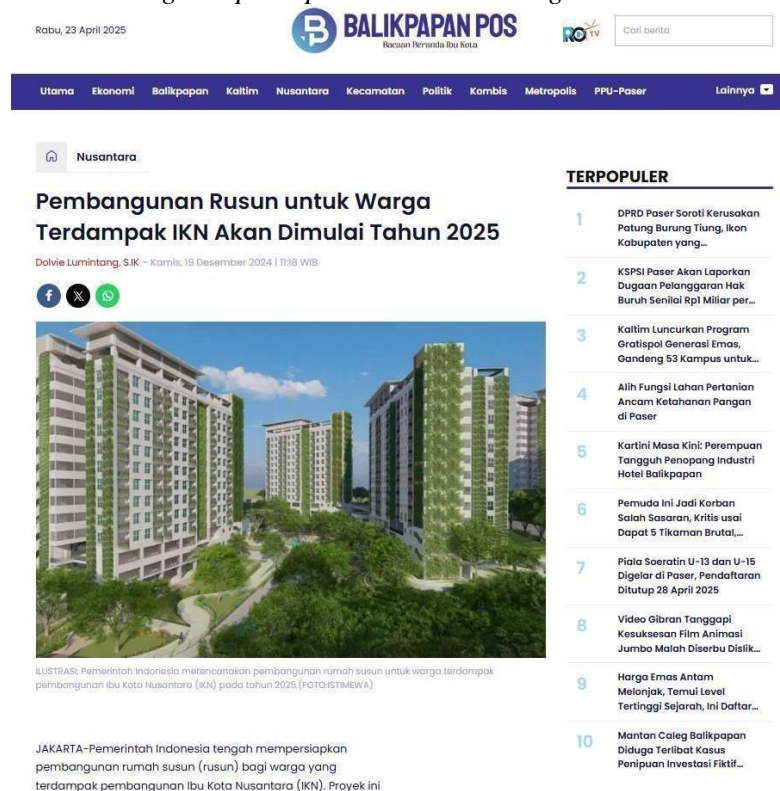 Rabu, 23 April 2025
BALIKPAPAN POS
Bacaan Beranda Ibu Kota
TV
Cari berita
Utama Ekonomi Balikpapan Kaltim Nusantara Kecamatan Politik Kombis Metropolis PPU-Paser Lainnya
Nusantara
Pembangunan Rusun untuk Warga
Terdampak IKN Akan Dimulai Tahun 2025
Dolvie Lumintang, S.IK - Kamis, 19 Desember 2024 | 11:18 WIB
ILUSTRASI: Pemerintah Indonesia merencanakan pembangunan rumah susun untuk warga terdampak
pembangunan Ibu Kota Nusantara (IKN) pada tahun 2025.(FOTO:ISTIMEWA)
JAKARTA-Pemerintah Indonesia tengah mempersiapkan
pembangunan rumah susun (rusun) bagi warga yang
terdampak pembangunan Ibu Kota Nusantara (IKN). Proyek ini
TERPOPULER
1
DPRD Paser Soroti Kerusakan
Patung Burung Tiung, Ikon
Kabupaten yang...
2
KSPSI Paser Akan Laporkan
Dugaan Pelanggaran Hak
Buruh Senilai Rp1 Miliar per...
3
Kaltim Luncurkan Program
Gratispol Generasi Emas,
Gandeng 53 Kampus untuk...
4
Alih Fungsi Lahan Pertanian
Ancam Ketahanan Pangan
di Paser
5
Kartini Masa Kini: Perempuan
Tangguh Penopang Industri
Hotel Balikpapan
6
Pemuda Ini Jadi Korban
Salah Sasaran, Kritis usai
Dapat 5 Tikaman Brutal,...
7
Piala Soeratin U-13 dan U-15
Digelar di Paser, Pendaftaran
Ditutup 28 April 2025
8
Video Gibran Tanggapi
Kesuksesan Film Animasi
Jumbo Malah Diserbu Dislik...
9
Harga Emas Antam
Melonjak, Temui Level
Tertinggi Sejarah, Ini Daftar...
10
Mantan Caleg Balikpapan
Diduga Terlibat Kasus
Penipuan Investasi Fiktif...